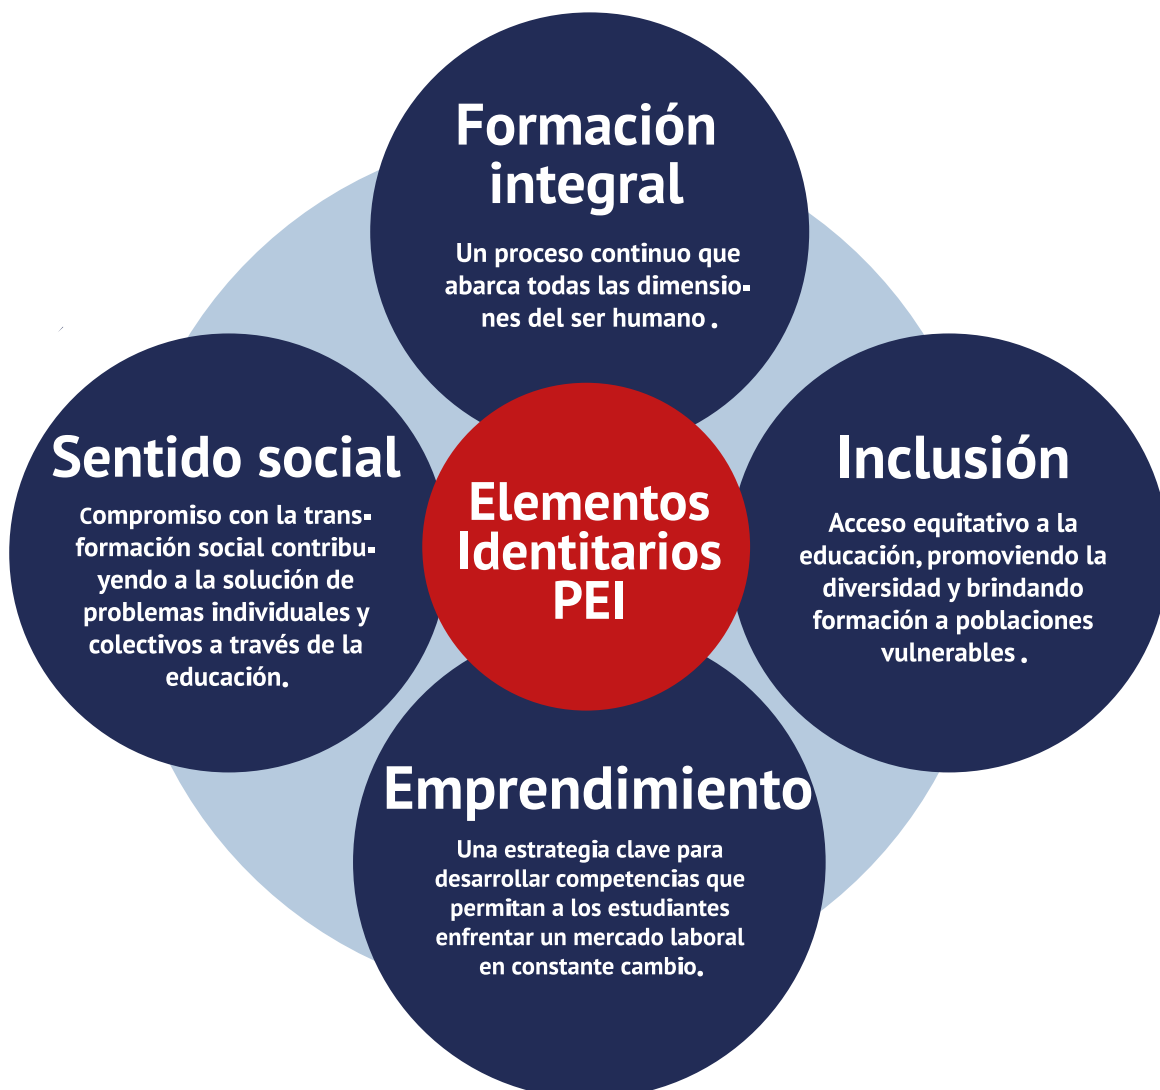 Formación
integral
Un proceso continuo que
abarca todas las dimensio-
nes del ser humano .
Sentido social
Compromiso con la trans-
formación social contribu-
yendo a la solución de
problemas individuales y
colectivos a través de la
educación.
Elementos
Identitarios
PEI
Inclusión
Acceso equitativo a la
educación, promoviendo la
diversidad y brindando
formación a poblaciones
vulnerables .
Emprendimiento
Una estrategia clave para
desarrollar competencias que
permitan a los estudiantes
enfrentar un mercado laboral
en constante cambio.